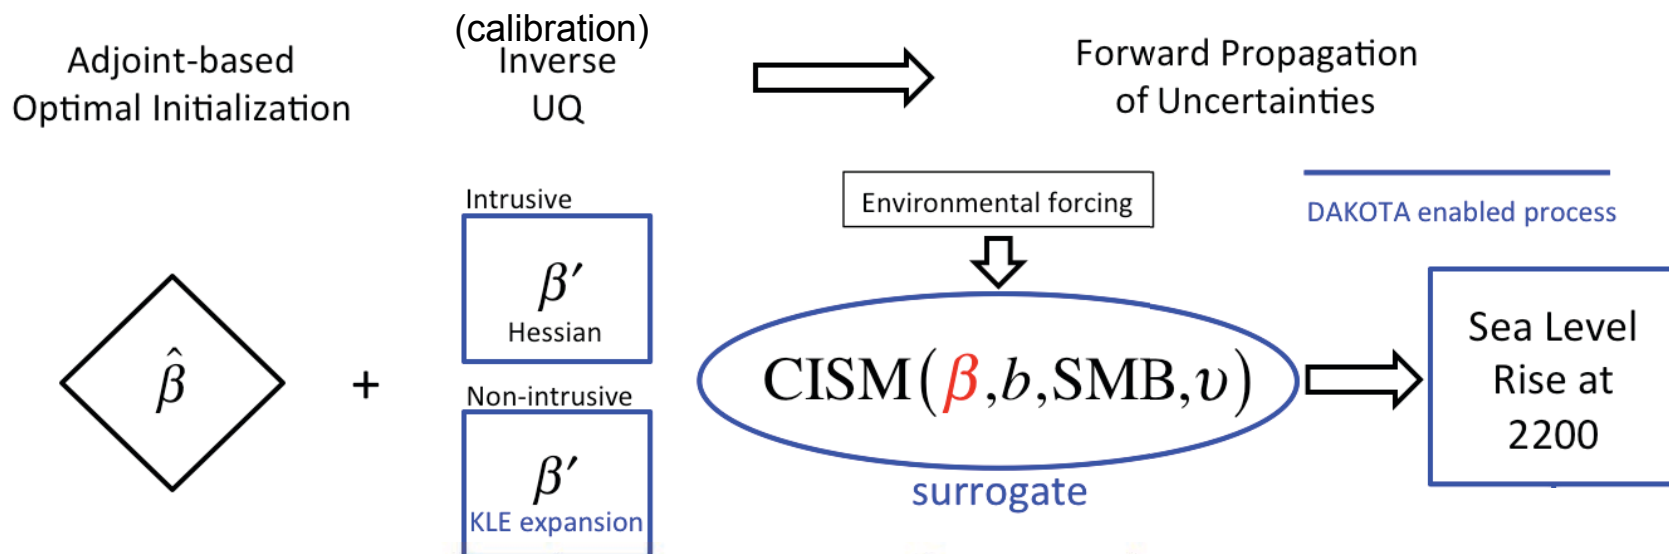 (calibration)
Adjoint-based
Optimal Initialization
Inverse
UQ
Forward Propagation
of Uncertainties
Intrusive
β′
Hessian
Environmental forcing
DAKOTA enabled process
β̂
+
Non-intrusive
β′
KLE expansion
CISM(β,b,SMB,υ)
surrogate
Sea Level
Rise at
2200